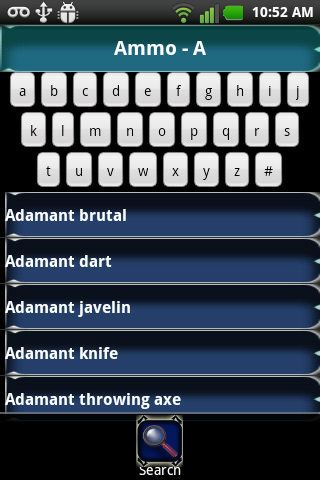 10:52 AM
Ammo - A
a b c d e f g h i j
k l m n o p q r s
t u v w x y z #
Adamant brutal
Adamant dart
Adamant javelin
Adamant knife
Adamant throwing axe
Search